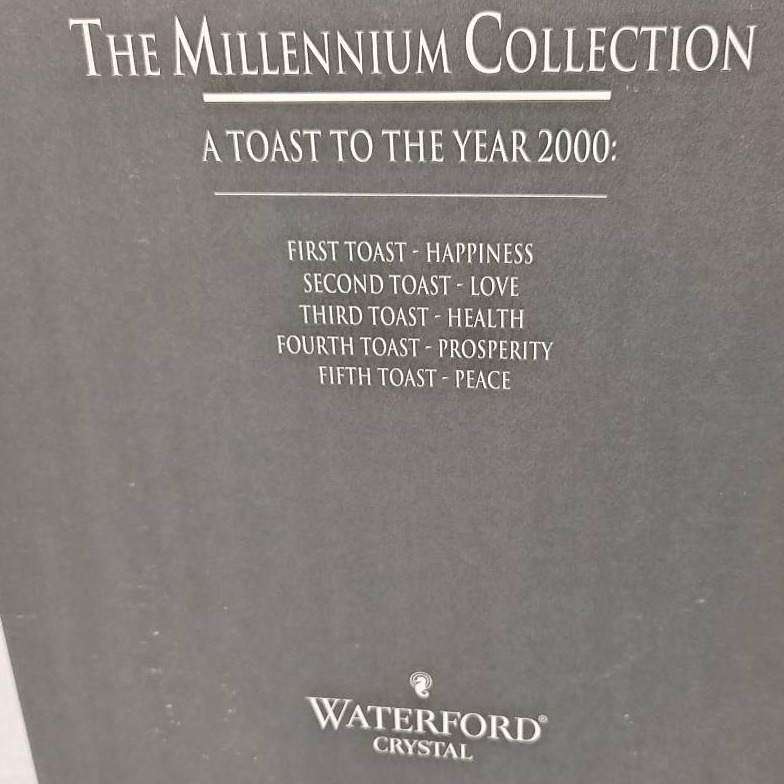 THE MILLENNIUM COLLECTION
A TOAST TO THE YEAR 2000:
FIRST TOAST - HAPPINESS
SECOND TOAST - LOVE
THIRD TOAST - HEALTH
FOURTH TOAST - PROSPERITY
FIFTH TOAST - PEACE
WATERFORD®
CRYSTAL